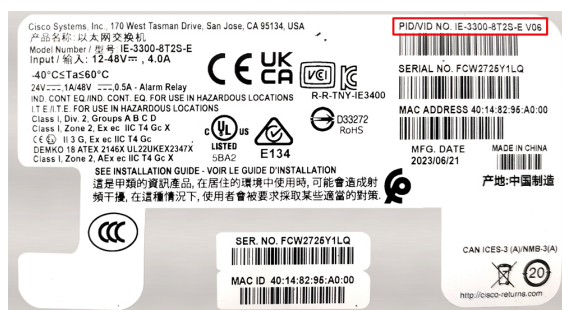 Cisco Systems, Inc., 170 West Tasman Drive, San Jose, CA 95134, USA
产品名称: 以太网交换机
Model Number / 型号: IE-3300-8T2S-E
Input / 输入: 12-48V⎓ , 4.0A
-40°C≤Ta≤60°C
24V⎓,1A/48V ⎓,0.5A - Alarm Relay
IND. CONT EQ./IND. CONT. EQ. FOR USE IN HAZARDOUS LOCATIONS
I.T.E./I.T.E. FOR USE IN HAZARDOUS LOCATIONS
Class I, Div. 2, Groups A B C D
Class I, Zone 2, Ex ec IIC T4 Gc X
CE Ex II 3 G, Ex ec IIC T4 Gc
DEMKO 18 ATEX 2146X UL22UKEX2347X
Class I, Zone 2, AEx ec IIC T4 Gc X
CE
UK
CA
VCI
R-R-TNY-IE3400
c UL us
LISTED
5BA2
E134
D33272
RoHS
SEE INSTALLATION GUIDE - VOIR LE GUIDE D'INSTALLATION
這是甲類的資訊產品, 在居住的環境中使用時, 可能會造成射
頻干擾, 在這種情況下, 使用者會被要求採取某些適當的對策.
PID/VID NO. IE-3300-8T2S-E V06
SERIAL NO. FCW2725Y1LQ
MAC ADDRESS 40:14:82:95:A0:00
MFG. DATE
2023/06/21
MADE IN CHINA
产地:中国制造
CCC
SER. NO. FCW2725Y1LQ
MAC ID 40:14:82:95:A0:00
CAN ICES-3 (A)/NMB-3(A)
20
http://cisco-returns.com